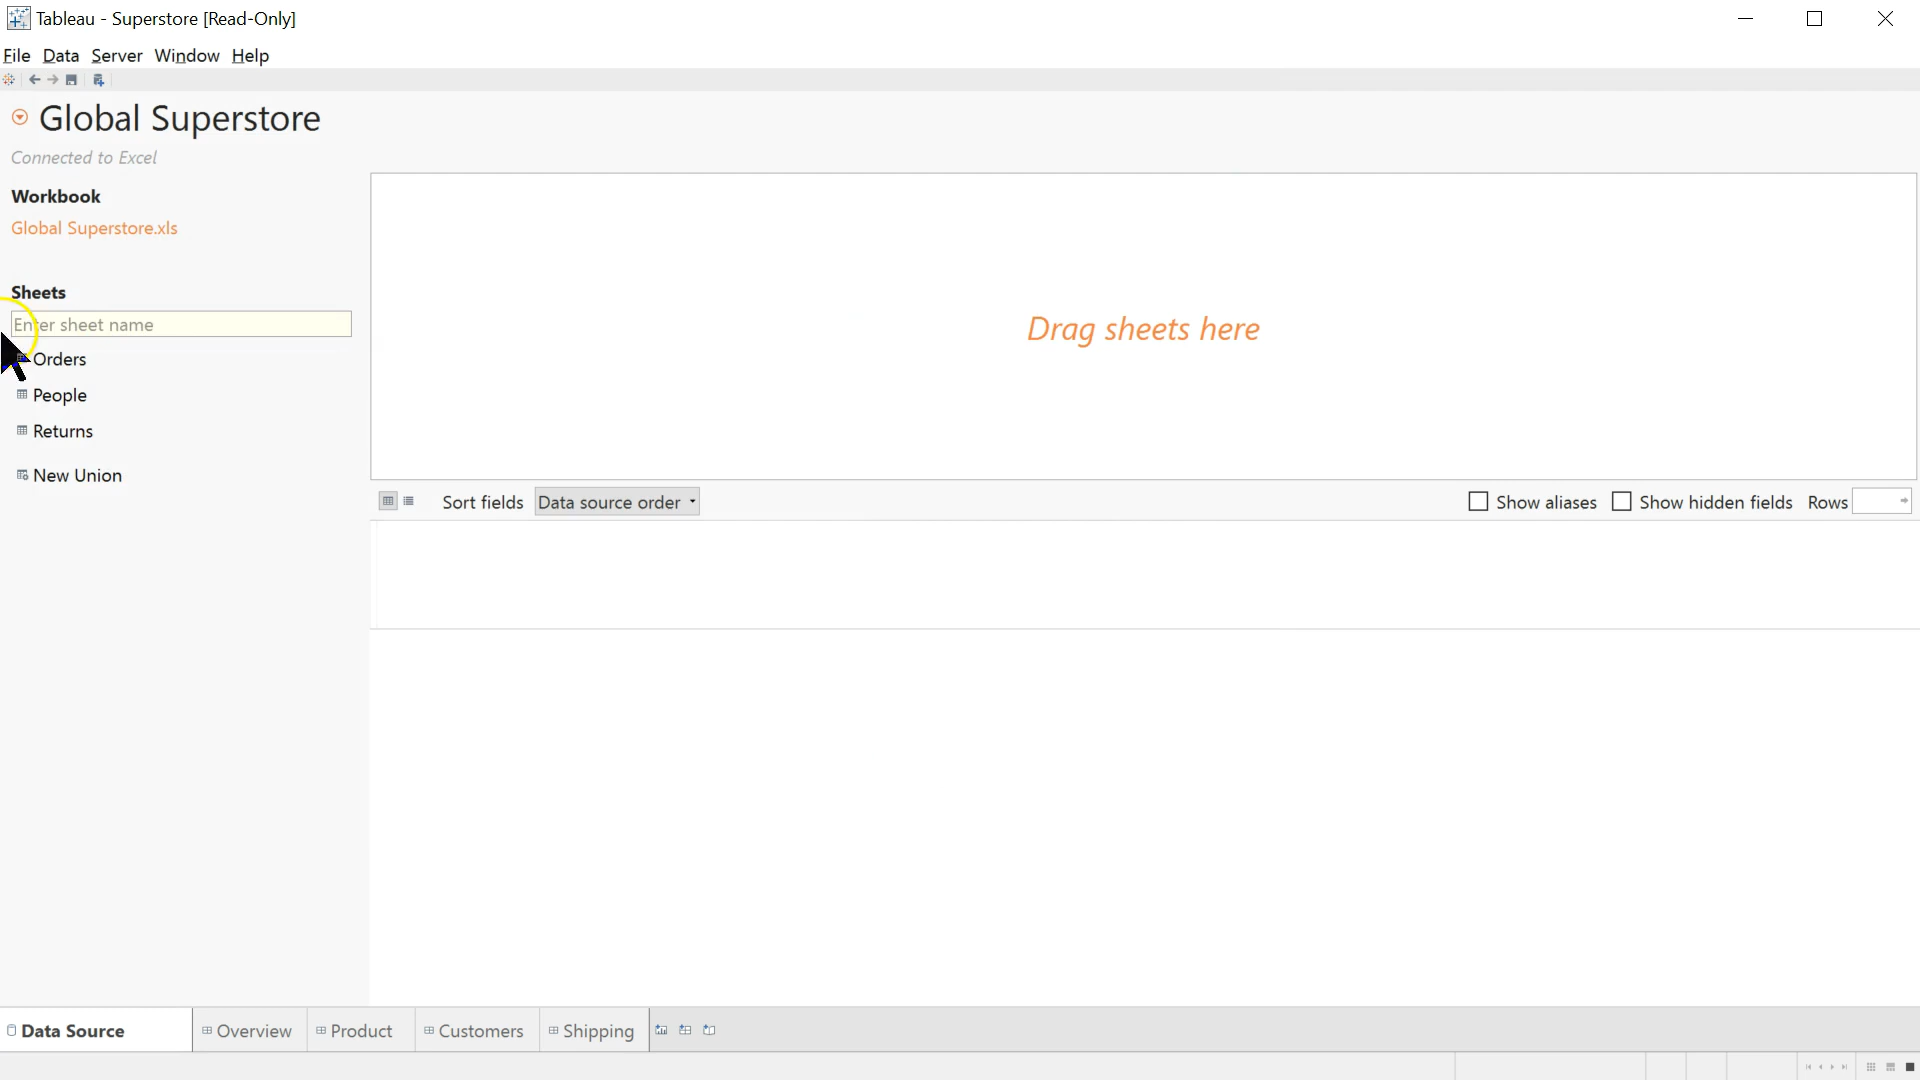 Tableau - Superstore [Read-Only]
File Data Server Window Help
Global Superstore
Connected to Excel
Workbook
Global Superstore.xls
Sheets
Enter sheet name
Orders
People
Returns
New Union
Drag sheets here
Sort fields Data source order
Show aliases Show hidden fields Rows
Data Source Overview Product Customers Shipping